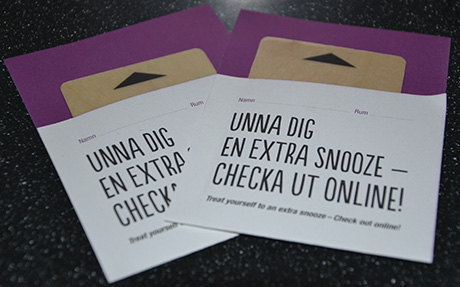 Namn Rum
UNNA DIG
EN EXTRA SNOOZE –
CHECKA UT ONLINE!
Treat yourself to an extra snooze – Check out online!
Namn Rum
UNNA DIG
EN EXTRA
CHECK
Treat yourself